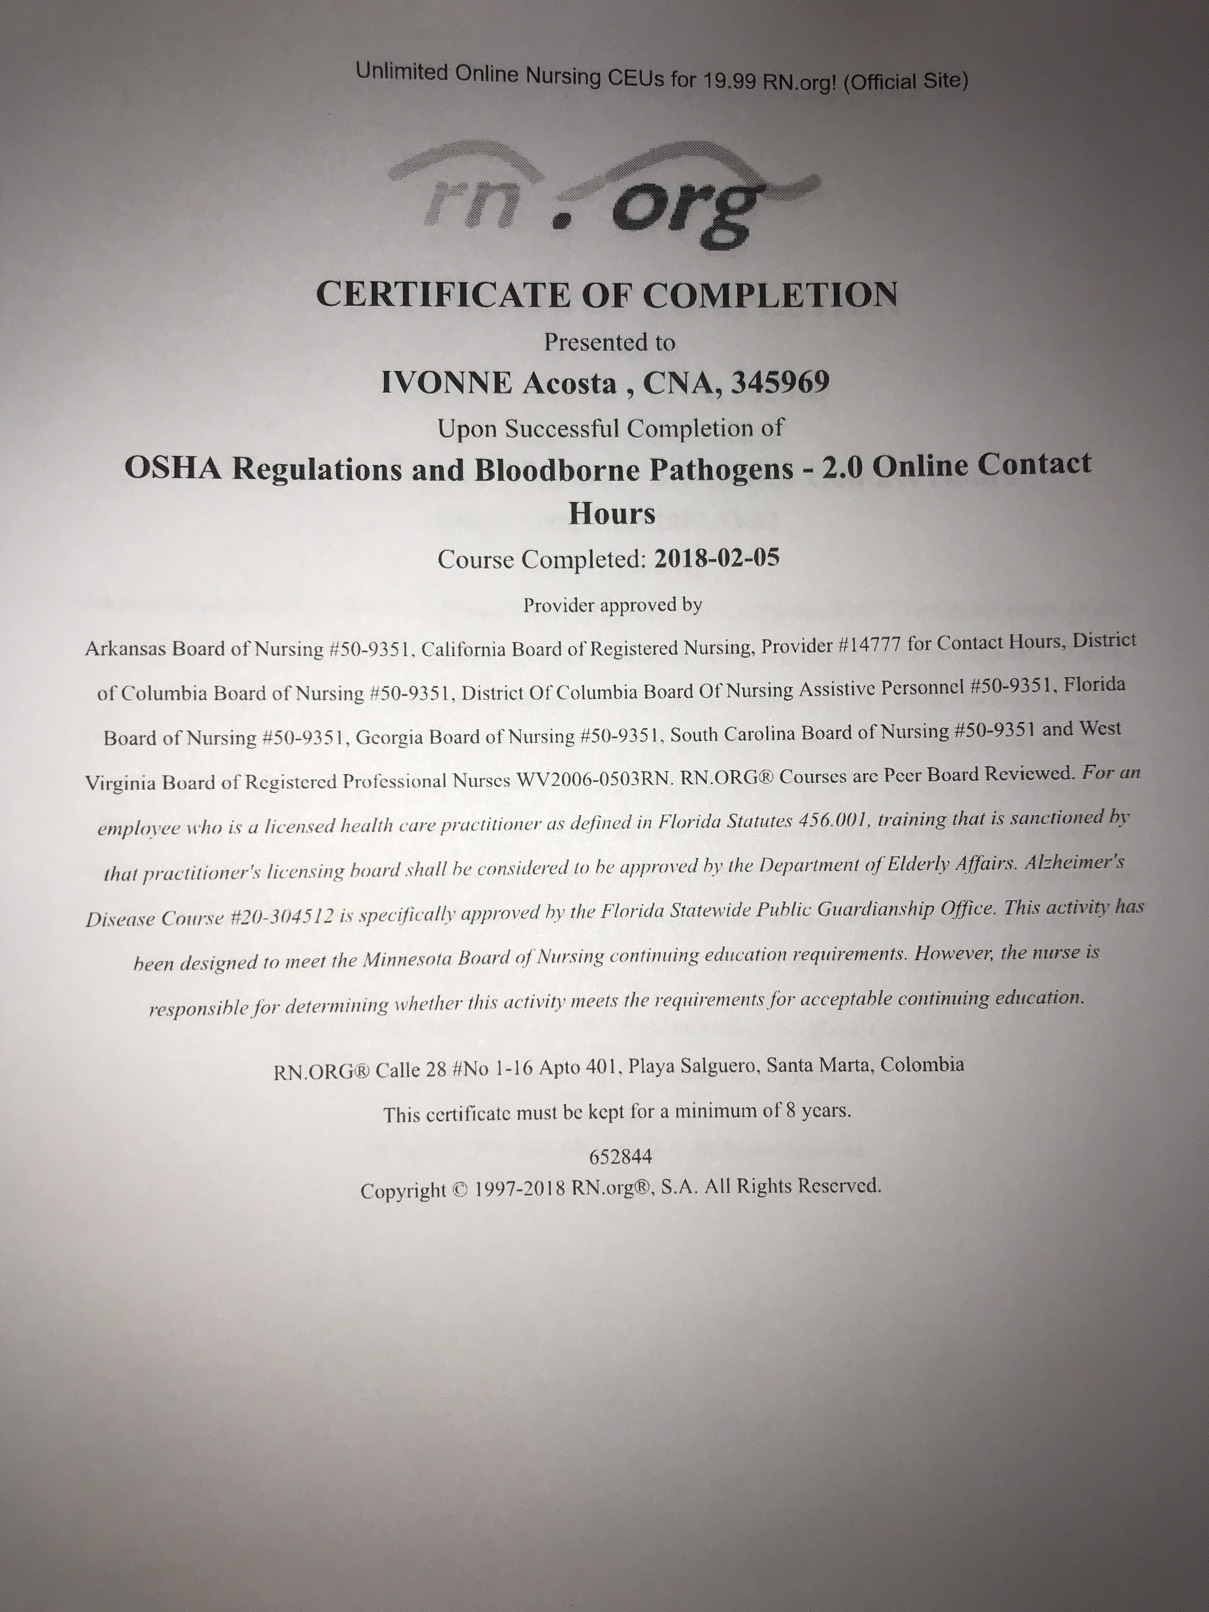 Unlimited Online Nursing CEUs for 19.99 RN.org! (Official Site)
rn.org
CERTIFICATE OF COMPLETION
Presented to
IVONNE Acosta , CNA, 345969
Upon Successful Completion of
OSHA Regulations and Bloodborne Pathogens - 2.0 Online Contact
Hours
Course Completed: 2018-02-05
Provider approved by
Arkansas Board of Nursing #50-9351, California Board of Registered Nursing, Provider #14777 for Contact Hours, District
of Columbia Board of Nursing #50-9351, District Of Columbia Board Of Nursing Assistive Personnel #50-9351, Florida
Board of Nursing #50-9351, Georgia Board of Nursing #50-9351, South Carolina Board of Nursing #50-9351 and West
Virginia Board of Registered Professional Nurses WV2006-0503RN. RN.ORG® Courses are Peer Board Reviewed. For an
employee who is a licensed health care practitioner as defined in Florida Statutes 456.001, training that is sanctioned by
that practitioner's licensing board shall be considered to be approved by the Department of Elderly Affairs. Alzheimer's
Disease Course #20-304512 is specifically approved by the Florida Statewide Public Guardianship Office. This activity has
been designed to meet the Minnesota Board of Nursing continuing education requirements. However, the nurse is
responsible for determining whether this activity meets the requirements for acceptable continuing education.
RN.ORG® Calle 28 #No 1-16 Apto 401, Playa Salguero, Santa Marta, Colombia
This certificate must be kept for a minimum of 8 years.
652844
Copyright © 1997-2018 RN.org®, S.A. All Rights Reserved.